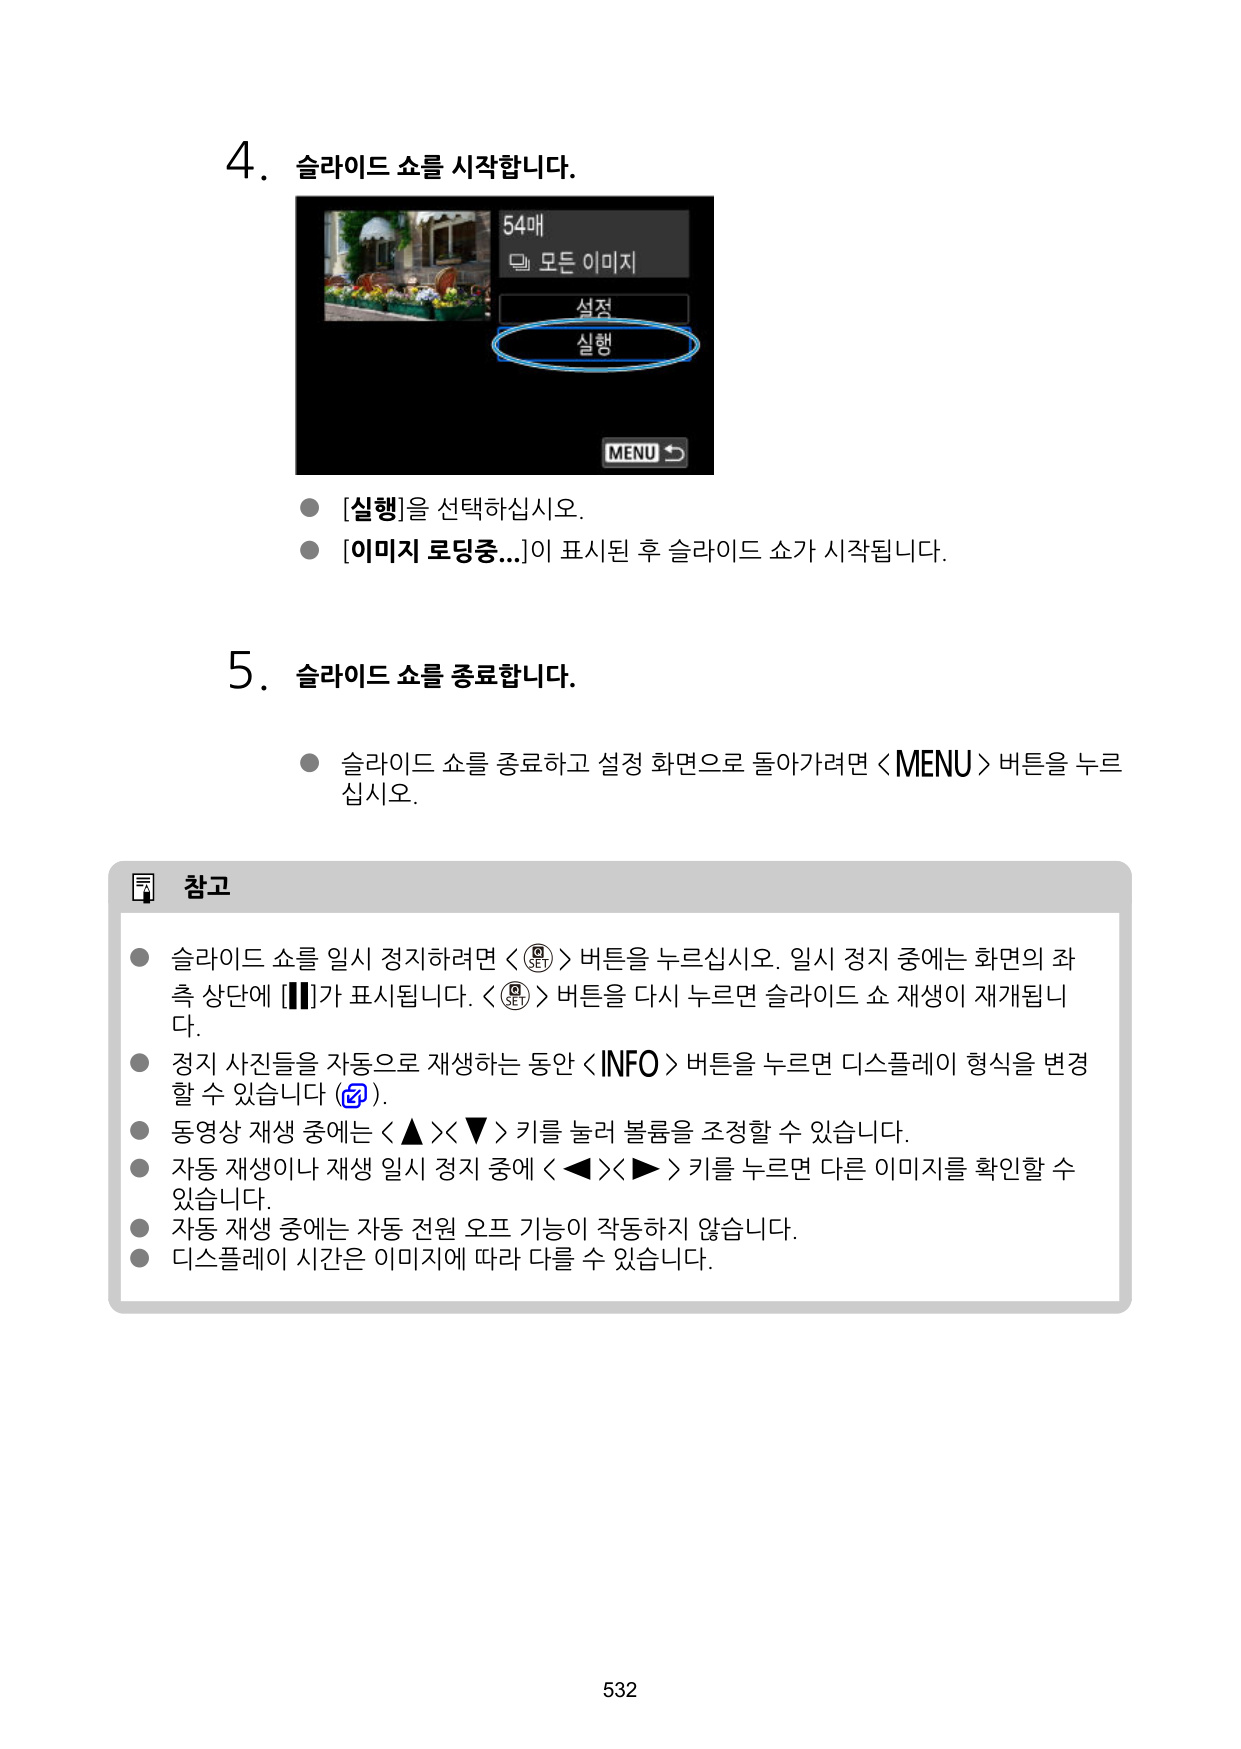 4. 슬라이드 쇼를 시작합니다.
54매
모든 이미지
설정
실행
MENU
● [실행]을 선택하십시오.
● [이미지 로딩중...]이 표시된 후 슬라이드 쇼가 시작됩니다.
5. 슬라이드 쇼를 종료합니다.
● 슬라이드 쇼를 종료하고 설정 화면으로 돌아가려면 <MENU> 버튼을 누르
십시오.
참고
● 슬라이드 쇼를 일시 정지하려면 <Q SET> 버튼을 누르십시오. 일시 정지 중에는 화면의 좌
측 상단에 [▌▌]가 표시됩니다. <Q SET> 버튼을 다시 누르면 슬라이드 쇼 재생이 재개됩니
다.
● 정지 사진들을 자동으로 재생하는 동안 <INFO> 버튼을 누르면 디스플레이 형식을 변경
할 수 있습니다 ( ).
● 동영상 재생 중에는 <▲><▼> 키를 눌러 볼륨을 조정할 수 있습니다.
● 자동 재생이나 재생 일시 정지 중에 <◀><▶> 키를 누르면 다른 이미지를 확인할 수
있습니다.
● 자동 재생 중에는 자동 전원 오프 기능이 작동하지 않습니다.
● 디스플레이 시간은 이미지에 따라 다를 수 있습니다.
532